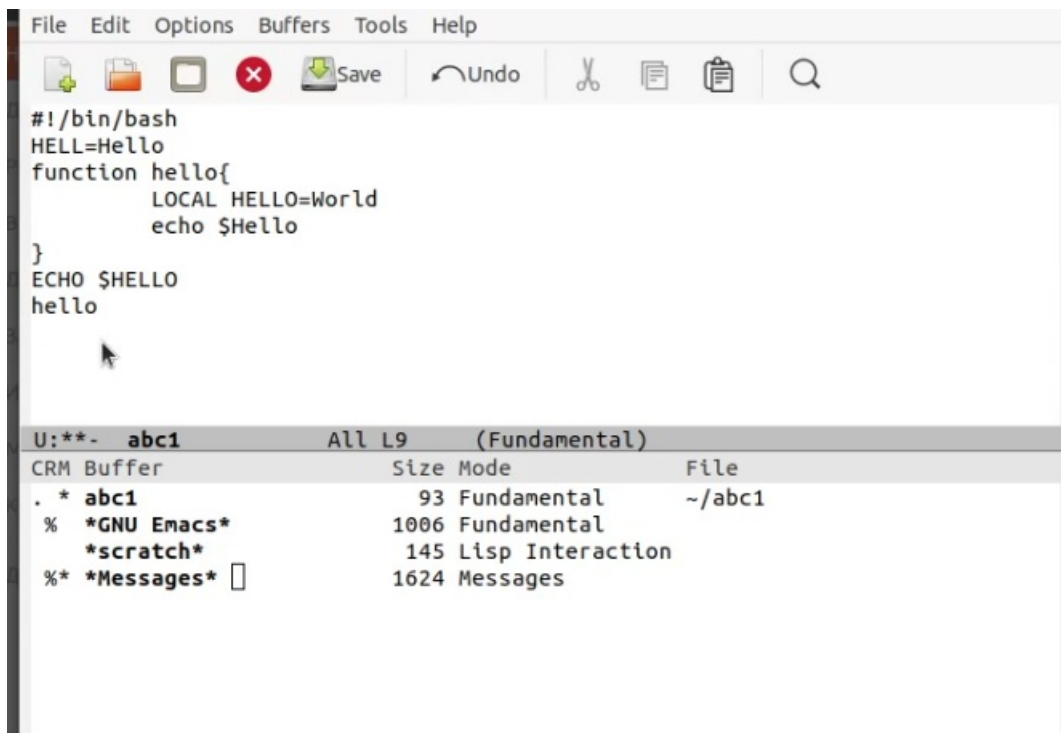 File Edit Options Buffers Tools Help
Save Undo
#!/bin/bash
HELL=Hello
function hello{
LOCAL HELLO=World
echo $Hello
}
ECHO $HELLO
hello
U:**- abc1 All L9 (Fundamental)
CRM Buffer Size Mode File
. * abc1 93 Fundamental ~/abc1
% *GNU Emacs* 1006 Fundamental
*scratch* 145 Lisp Interaction
%* *Messages* 1624 Messages